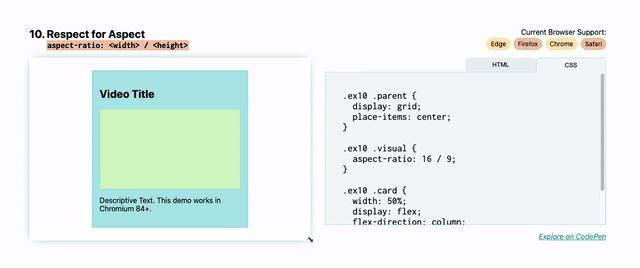 10. Respect for Aspect
aspect-ratio: <width> / <height>
Current Browser Support:
Edge Firefox Chrome Safari
Video Title
Descriptive Text. This demo works in
Chromium 84+.
HTML CSS
.ex10 .parent {
display: grid;
place-items: center;
}
.ex10 .visual {
aspect-ratio: 16 / 9;
}
.ex10 .card {
width: 50%;
display: flex;
flex-direction: column;
Explore on CodePen